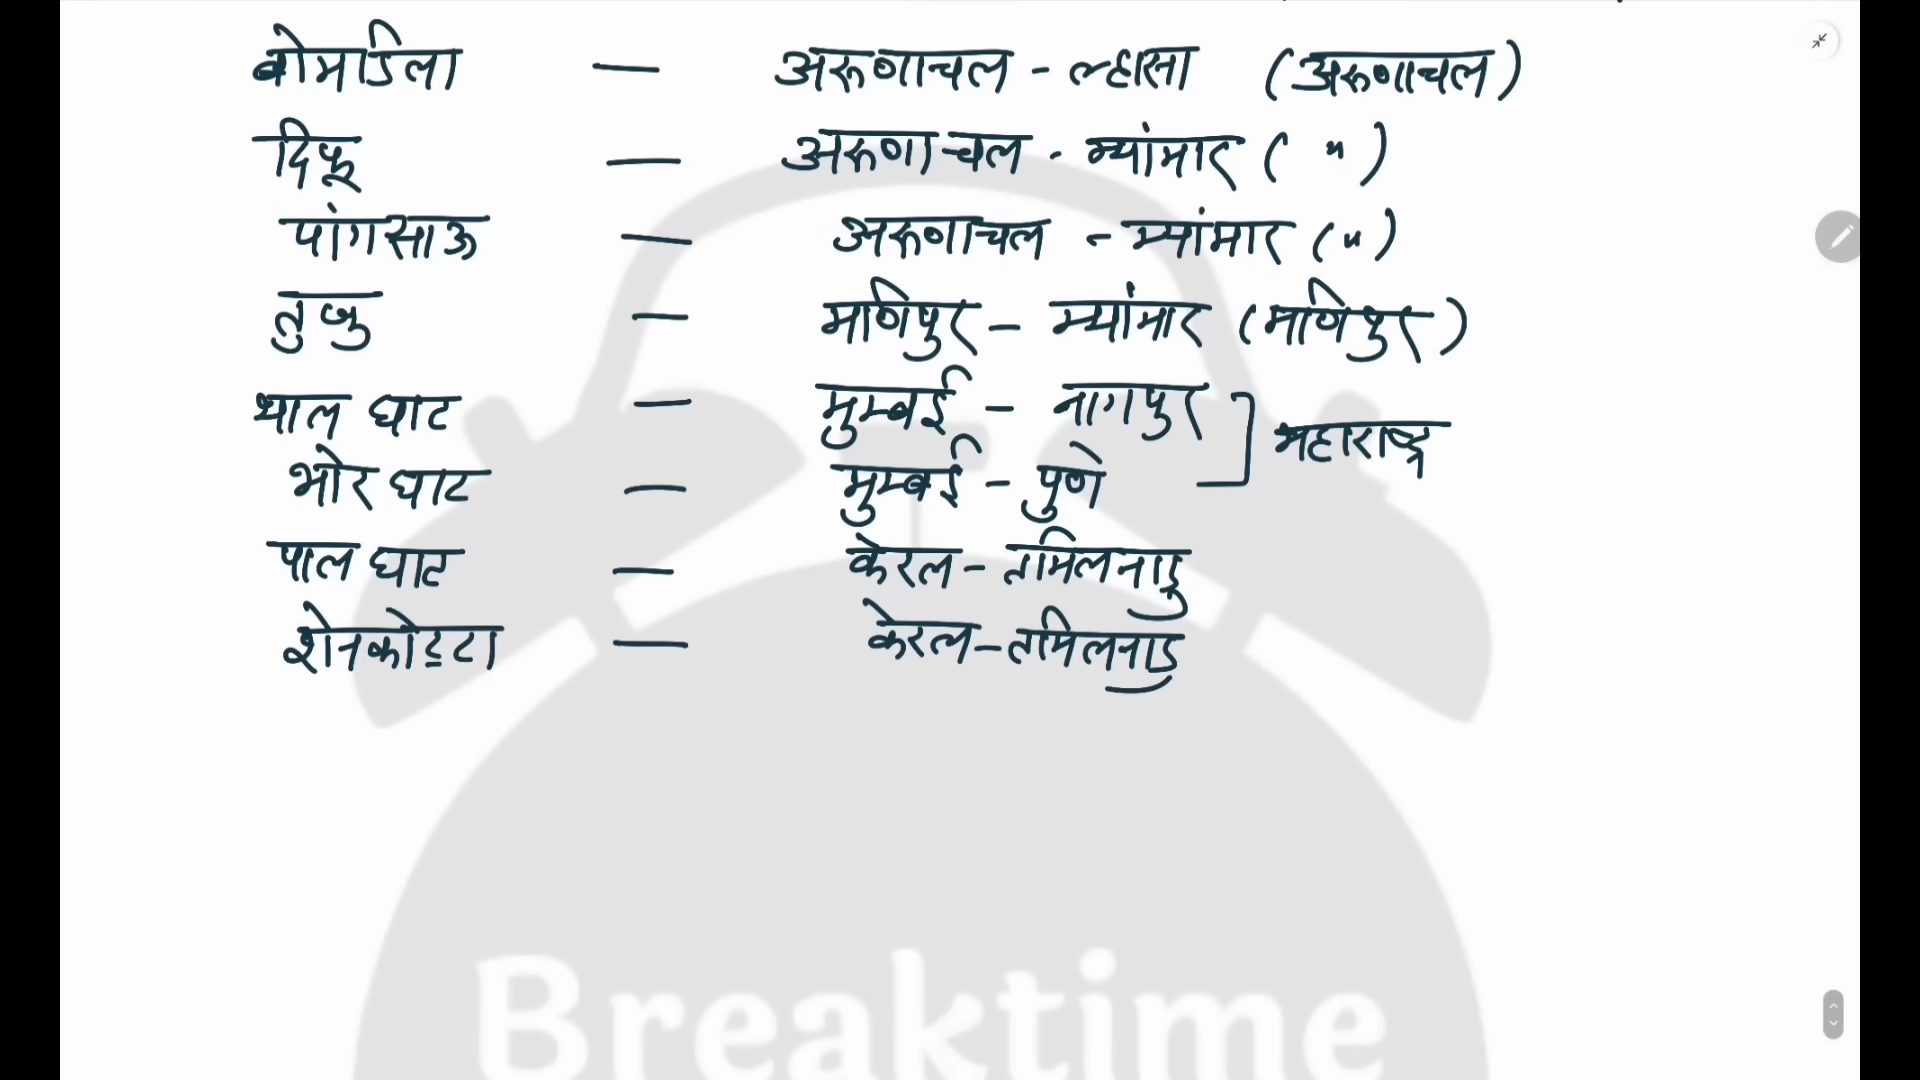 बोमडिला — अरुणाचल - ल्हासा (अरुणाचल)
दिफू — अरुणाचल - म्यांमार ( " )
पांगसाऊ — अरुणाचल - म्यांमार ( " )
तुजु — मणिपुर - म्यांमार (मणिपुर)
थाल घाट — मुम्बई - नागपुर
महाराष्ट्र
भोर घाट — मुम्बई - पुणे
पाल घाट — केरल - तमिलनाडु
शेनकोट्टा — केरल - तमिलनाडु
Breaktime